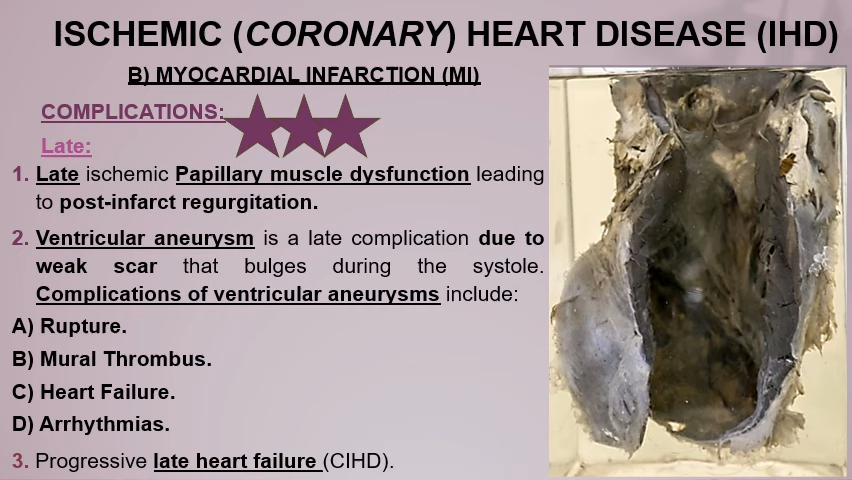 ISCHEMIC (CORONARY) HEART DISEASE (IHD)
B) MYOCARDIAL INFARCTION (MI)
COMPLICATIONS:
Late:
1. Late ischemic Papillary muscle dysfunction leading
to post-infarct regurgitation.
2. Ventricular aneurysm is a late complication due to
weak scar that bulges during the systole.
Complications of ventricular aneurysms include:
A) Rupture.
B) Mural Thrombus.
C) Heart Failure.
D) Arrhythmias.
3. Progressive late heart failure (CIHD).